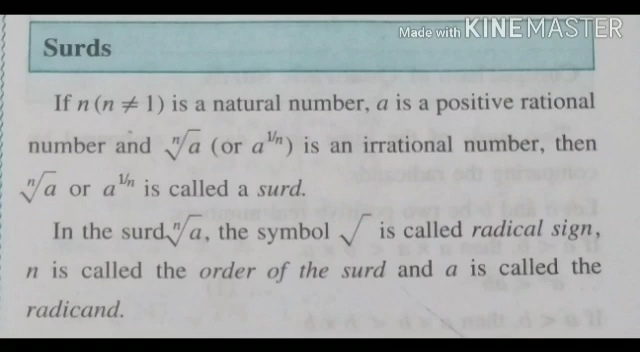 Made with KINEMASTER
Surds
If n (n ≠ 1) is a natural number, a is a positive rational
number and ⁿ√a (or a^1/n) is an irrational number, then
ⁿ√a or a^1/n is called a surd.
In the surd ⁿ√a, the symbol √ is called radical sign,
n is called the order of the surd and a is called the
radicand.